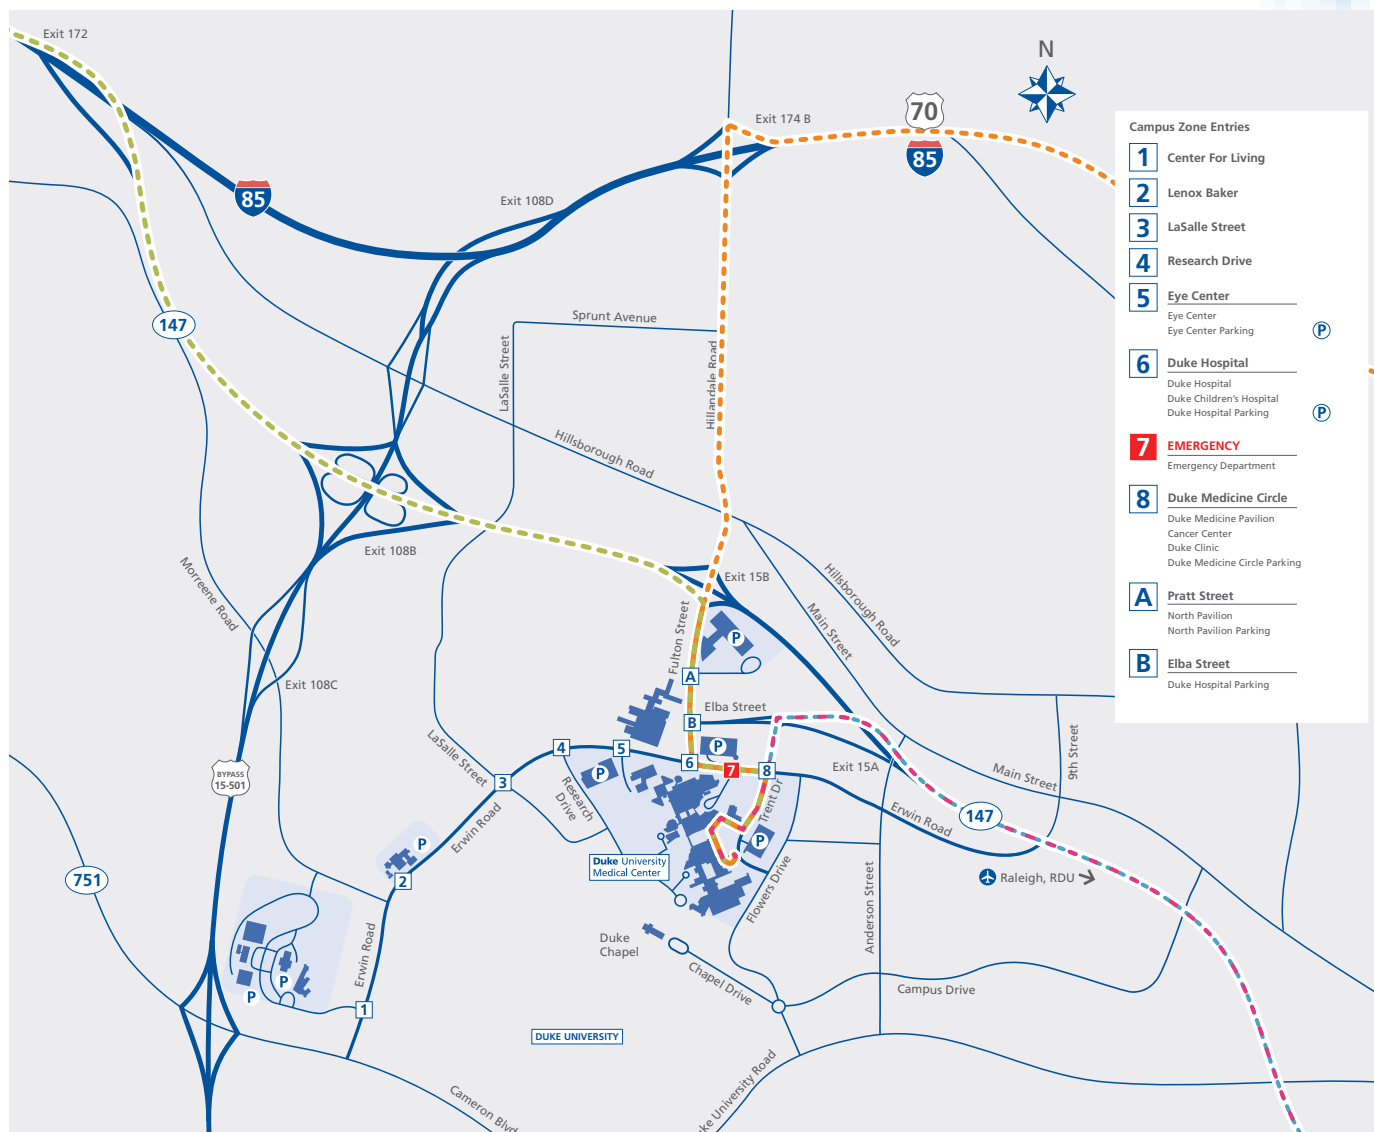 Exit 172
N
Exit 174 B
70
85
85
Exit 108D
Campus Zone Entries
1 Center For Living
2 Lenox Baker
3 LaSalle Street
4 Research Drive
5 Eye Center
Eye Center
Eye Center Parking P
6 Duke Hospital
Duke Hospital
Duke Children's Hospital
Duke Hospital Parking P
7 EMERGENCY
Emergency Department
8 Duke Medicine Circle
Duke Medicine Pavilion
Cancer Center
Duke Clinic
Duke Medicine Circle Parking
A Pratt Street
North Pavilion
North Pavilion Parking
B Elba Street
Duke Hospital Parking
147
Sprunt Avenue
LaSalle Street
Hillandale Road
Hillsborough Road
Exit 108B
Exit 15B
Morreene Road
Hillsborough Road
Main Street
Fulton Street
P
A
Exit 108C
Elba Street
B
LaSalle Street
4
5
P
6
7
8
Exit 15A
9th Street
Main Street
BYPASS
15-501
3
P
Research
Drive
Trent Dr
Erwin Road
147
Erwin Road
P
P
Duke University
Medical Center
Raleigh, RDU
751
2
Flowers Drive
Anderson Street
Erwin Road
Duke
Chapel
Chapel Drive
Campus Drive
P
P
1
DUKE UNIVERSITY
Cameron Blvd
ke University Road